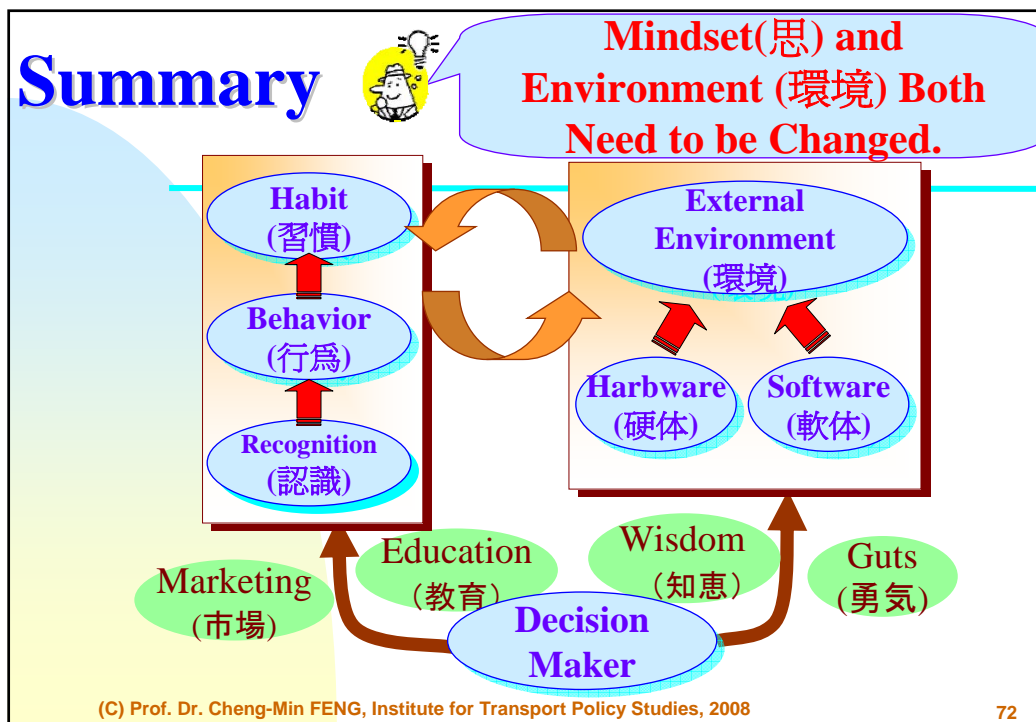 Summary
Mindset(思) and
Environment (環境) Both
Need to be Changed.
Habit
(習慣)
Behavior
(行爲)
Recognition
(認識)
External
Environment
(環境)
Harbware
(硬体)
Software
(軟体)
Marketing
(市場)
Education
(教育)
Wisdom
(知恵)
Guts
(勇気)
Decision
Maker
(C) Prof. Dr. Cheng-Min FENG, Institute for Transport Policy Studies, 2008
72